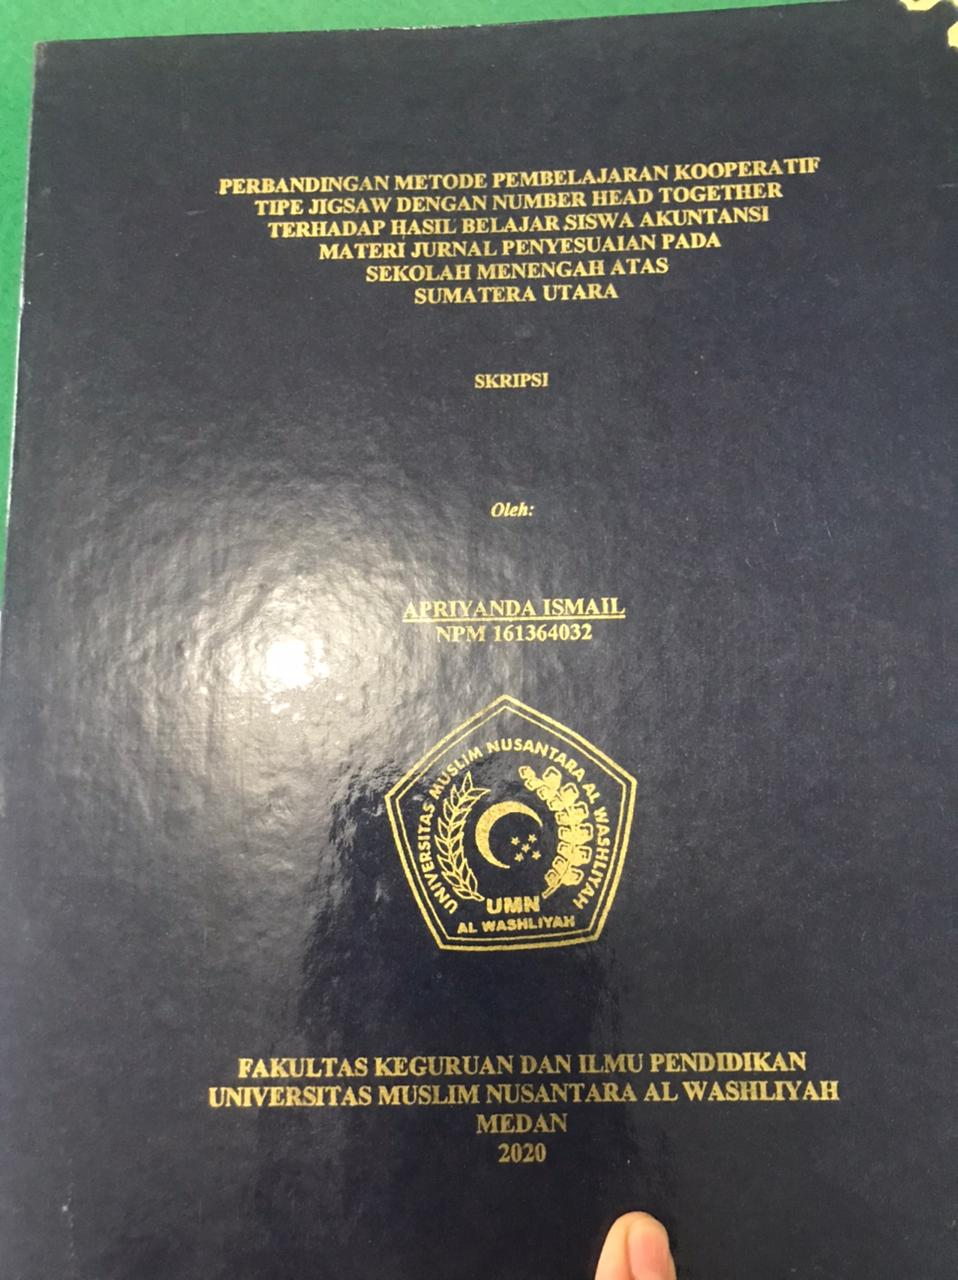 PERBANDINGAN METODE PEMBELAJARAN KOOPERATIF
TIPE JIGSAW DENGAN NUMBER HEAD TOGETHER
TERHADAP HASIL BELAJAR SISWA AKUNTANSI
MATERI JURNAL PENYESUAIAN PADA
SEKOLAH MENENGAH ATAS
SUMATERA UTARA
SKRIPSI
Oleh:
APRIYANDA ISMAIL
NPM 161364032
UNIVERSITAS MUSLIM NUSANTARA AL WASHLIYAH
UMN
AL WASHLIYAH
FAKULTAS KEGURUAN DAN ILMU PENDIDIKAN
UNIVERSITAS MUSLIM NUSANTARA AL WASHLIYAH
MEDAN
2020